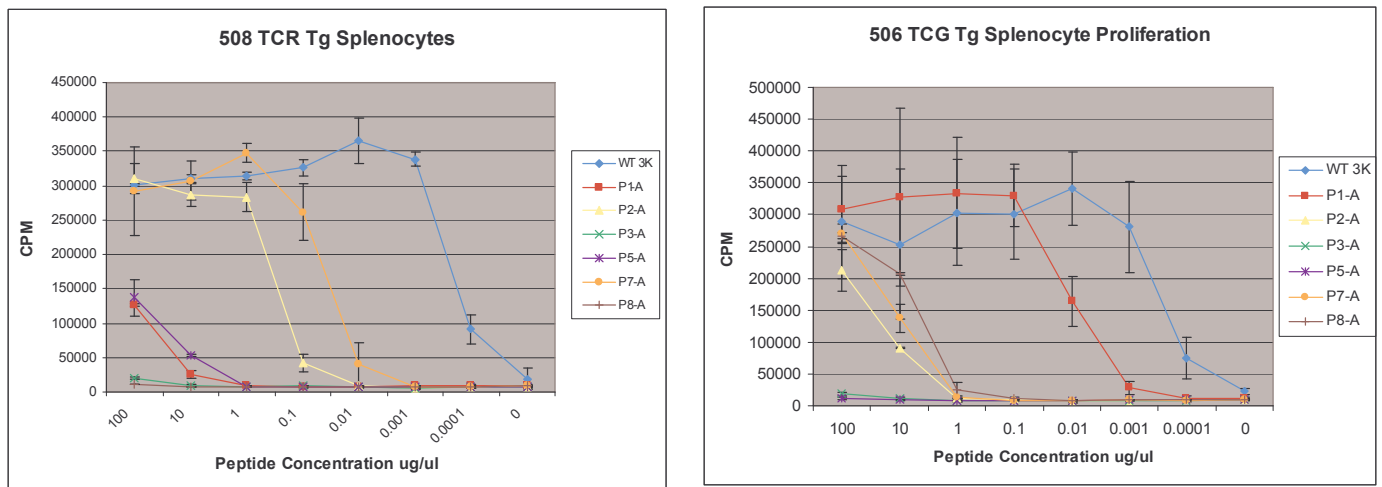 508 TCR Tg Splenocytes
450000
400000
350000
300000
250000
200000
150000
100000
50000
0
CPM
100
10
1
0.1
0.01
0.001
0.0001
0
Peptide Concentration ug/ul
WT 3K
P1-A
P2-A
P3-A
P5-A
P7-A
P8-A
506 TCG Tg Splenocyte Proliferation
500000
450000
400000
350000
300000
250000
200000
150000
100000
50000
0
CPM
100
10
1
0.1
0.01
0.001
0.0001
0
Peptide Concentration ug/ul
WT 3K
P1-A
P2-A
P3-A
P5-A
P7-A
P8-A